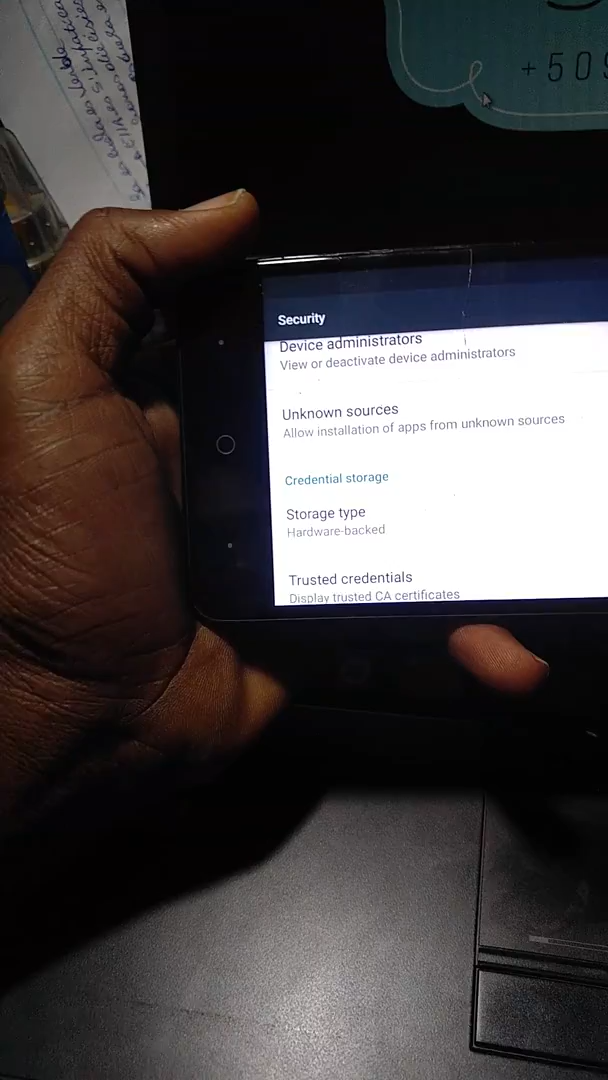 +509
Security
Device administrators
View or deactivate device administrators
Unknown sources
Allow installation of apps from unknown sources
Credential storage
Storage type
Hardware-backed
Trusted credentials
Display trusted CA certificates